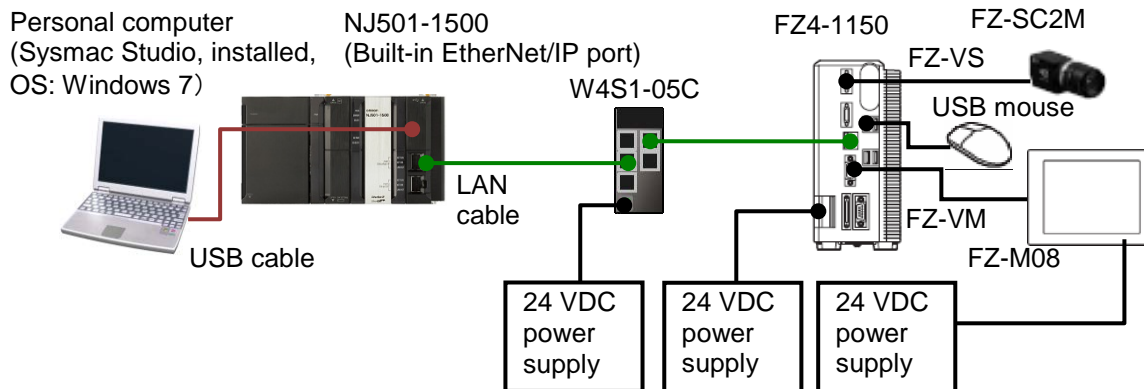 Personal computer
(Sysmac Studio, installed,
OS: Windows 7）
NJ501-1500
(Built-in EtherNet/IP port)
W4S1-05C
FZ4-1150
FZ-SC2M
FZ-VS
USB mouse
NJ501-1500
LAN
cable
USB cable
FZ-VM
FZ-M08
24 VDC
power
supply
24 VDC
power
supply
24 VDC
power
supply